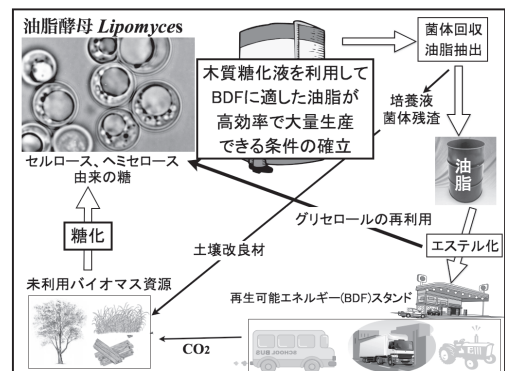 油脂酵母 Lipomyces
菌体回収
油脂抽出
木質糖化液を利用して
BDFに適した油脂が
高効率で大量生産
できる条件の確立
培養液
菌体残渣
油脂
セルロース、ヘミセロース
由来の糖
グリセロールの再利用
エステル化
糖化
土壌改良材
未利用バイオマス資源
再生可能エネルギー(BDF)スタンド
CO2
SCHOOL BUS